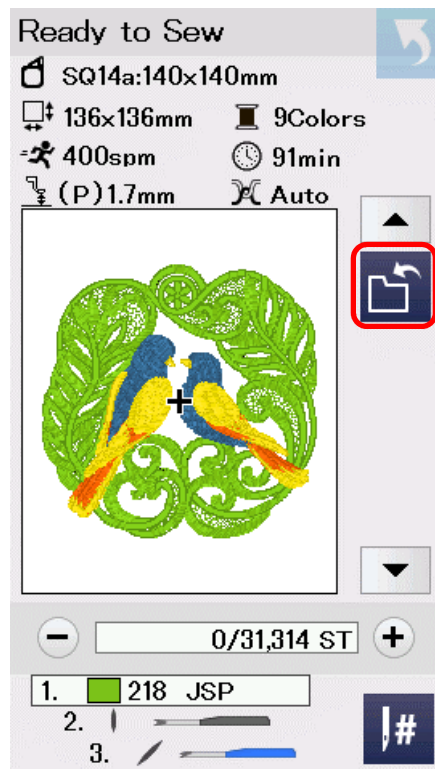 Ready to Sew
SQ14a:140x140mm
136x136mm 9Colors
400spm 91min
(P)1.7mm Auto
0/31,314 ST
1. 218 JSP
2.
3.
#